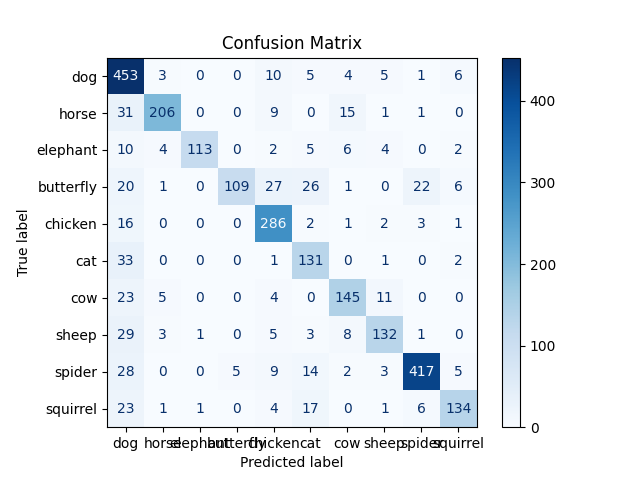 Confusion Matrix
dog 453 3 0 0 10 5 4 5 1 6
horse 31 206 0 0 9 0 15 1 1 0
elephant 10 4 113 0 2 5 6 4 0 2
butterfly 20 1 0 109 27 26 1 0 22 6
chicken 16 0 0 0 286 2 1 2 3 1
cat 33 0 0 0 1 131 0 1 0 2
cow 23 5 0 0 4 0 145 11 0 0
sheep 29 3 1 0 5 3 8 132 1 0
spider 28 0 0 5 9 14 2 3 417 5
squirrel 23 1 1 0 4 17 0 1 6 134
dog horse elephant butterfly chicken cat cow sheep spider squirrel
Predicted label
True label
400
300
200
100
0